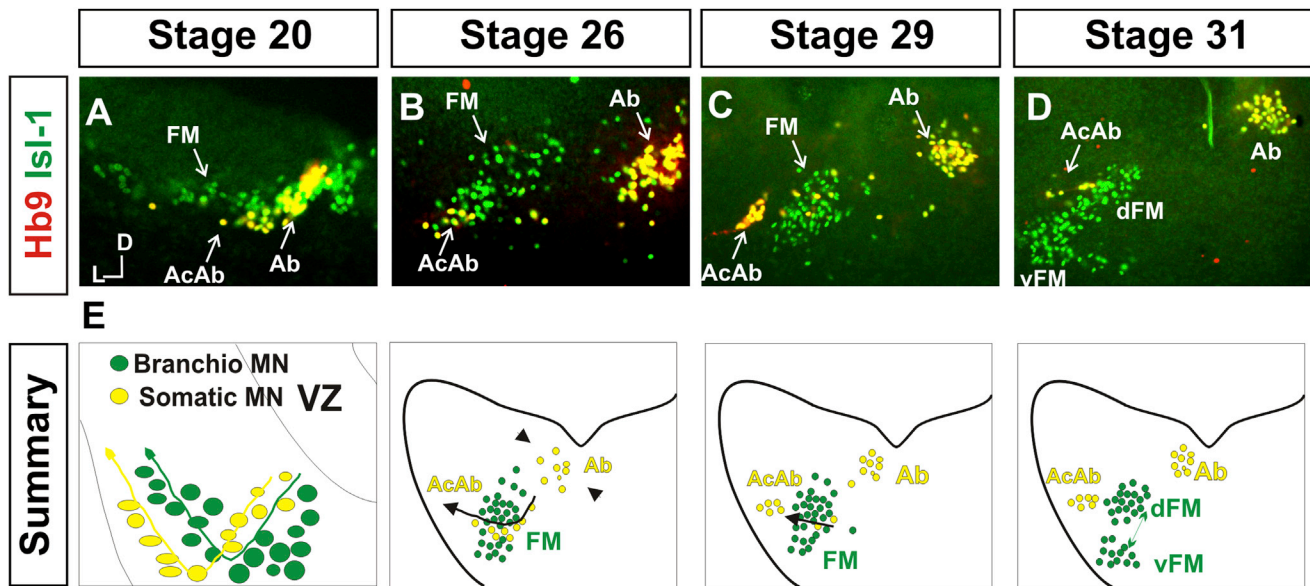 Stage 20
Stage 26
Stage 29
Stage 31
Hb9 Isl-1
A
FM
D
L
AcAb
Ab
B
FM
Ab
AcAb
C
FM
Ab
AcAb
D
AcAb
Ab
dFM
vFM
E
Summary
Branchio MN
Somatic MN
VZ
AcAb
Ab
FM
AcAb
Ab
FM
AcAb
Ab
dFM
vFM